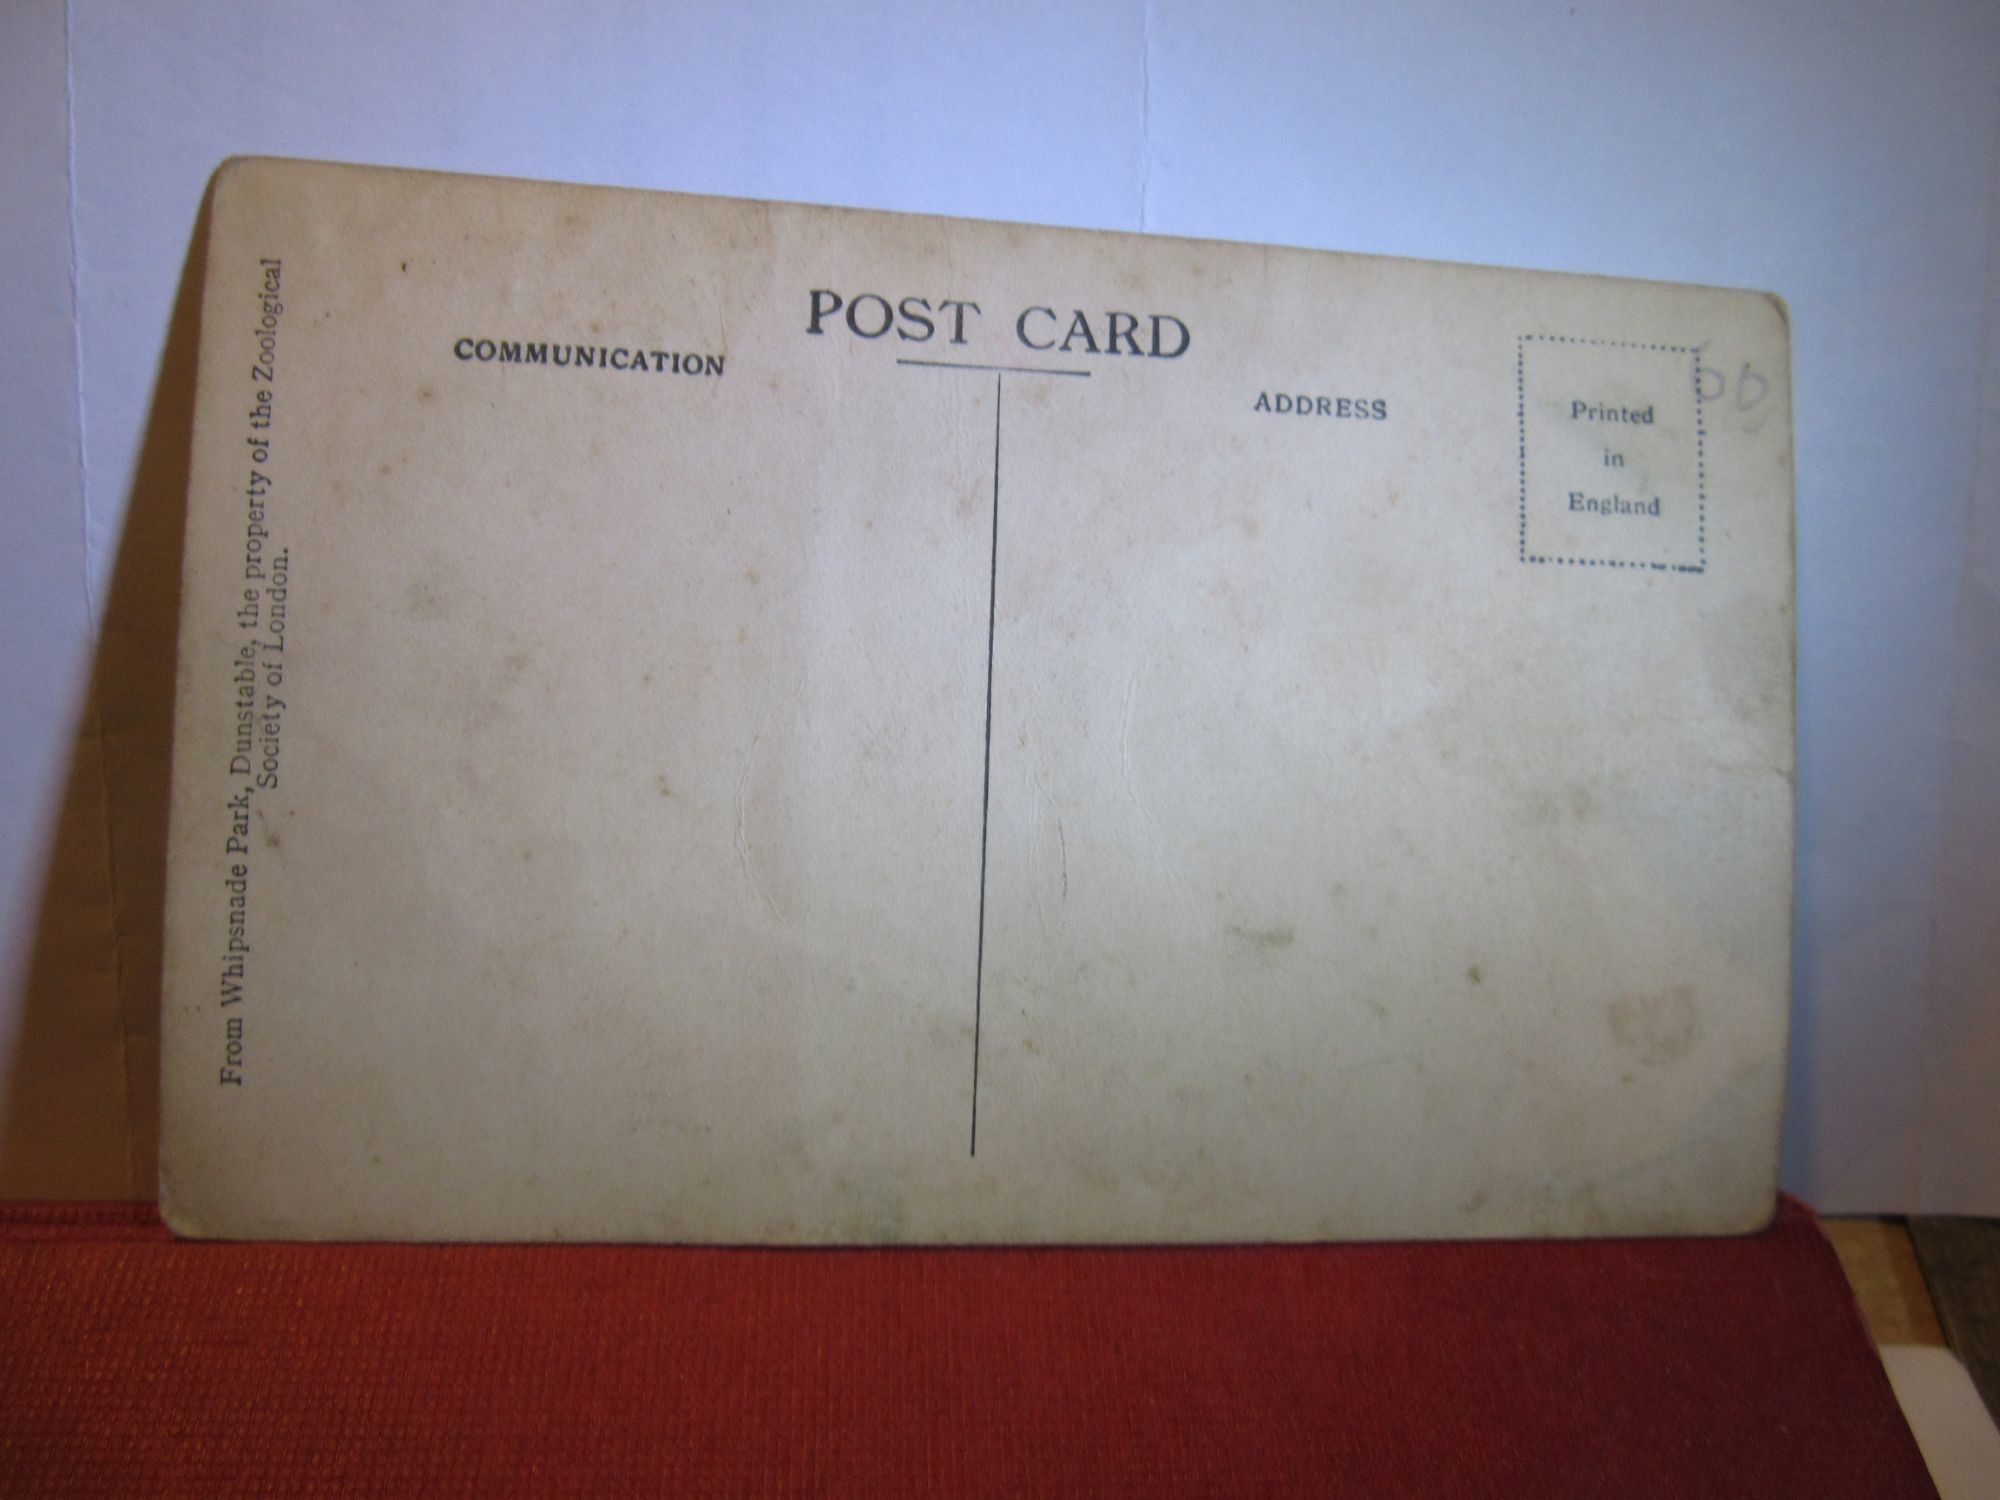 POST CARD
COMMUNICATION
ADDRESS
Printed
in
England
From Whipsnade Park, Dunstable, the property of the Zoological
Society of London.